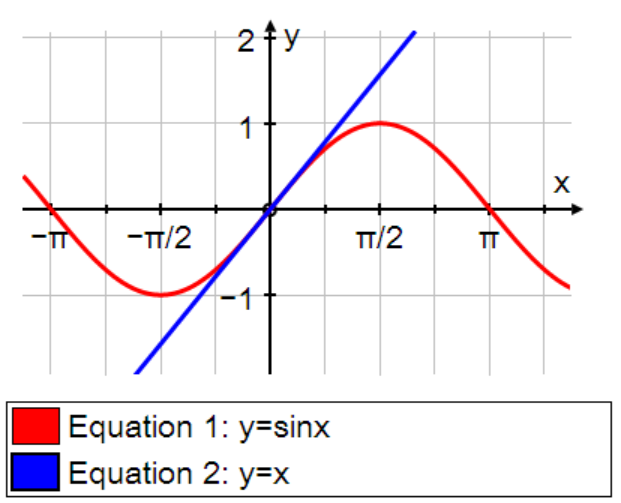 2 y
1
x
−π −π/2 π/2 π
−1
Equation 1: y=sinx
Equation 2: y=x